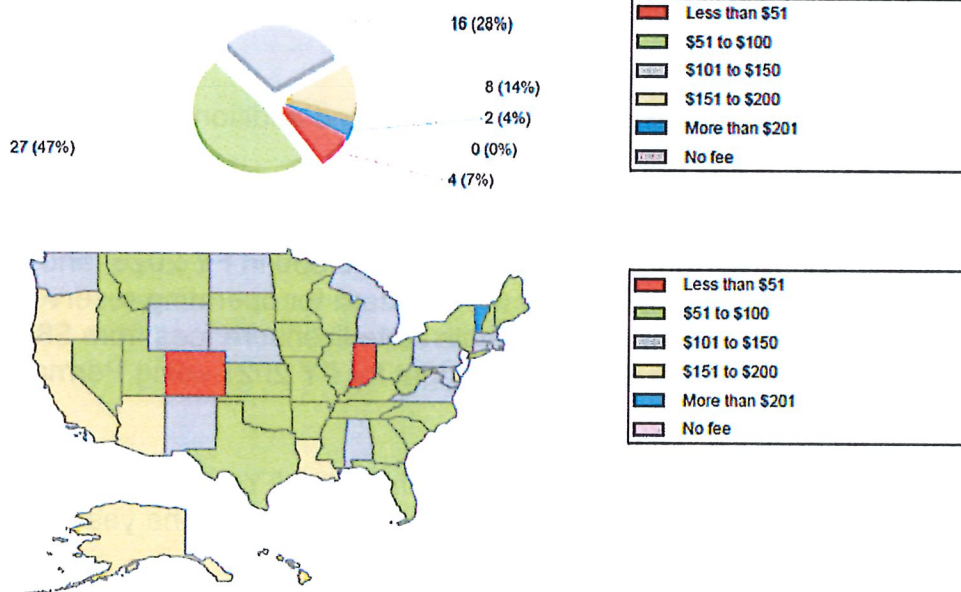 16 (28%)
8 (14%)
2 (4%)
0 (0%)
4 (7%)
27 (47%)
Less than $51
$51 to $100
$101 to $150
$151 to $200
More than $201
No fee
Less than $51
$51 to $100
$101 to $150
$151 to $200
More than $201
No fee